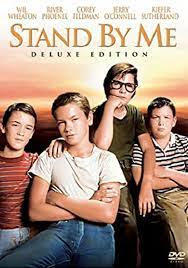 WIL WHEATON RIVER PHOENIX COREY FELDMAN JERRY O'CONNELL KIEFER SUTHERLAND
STAND BY ME
DELUXE EDITION
DVD